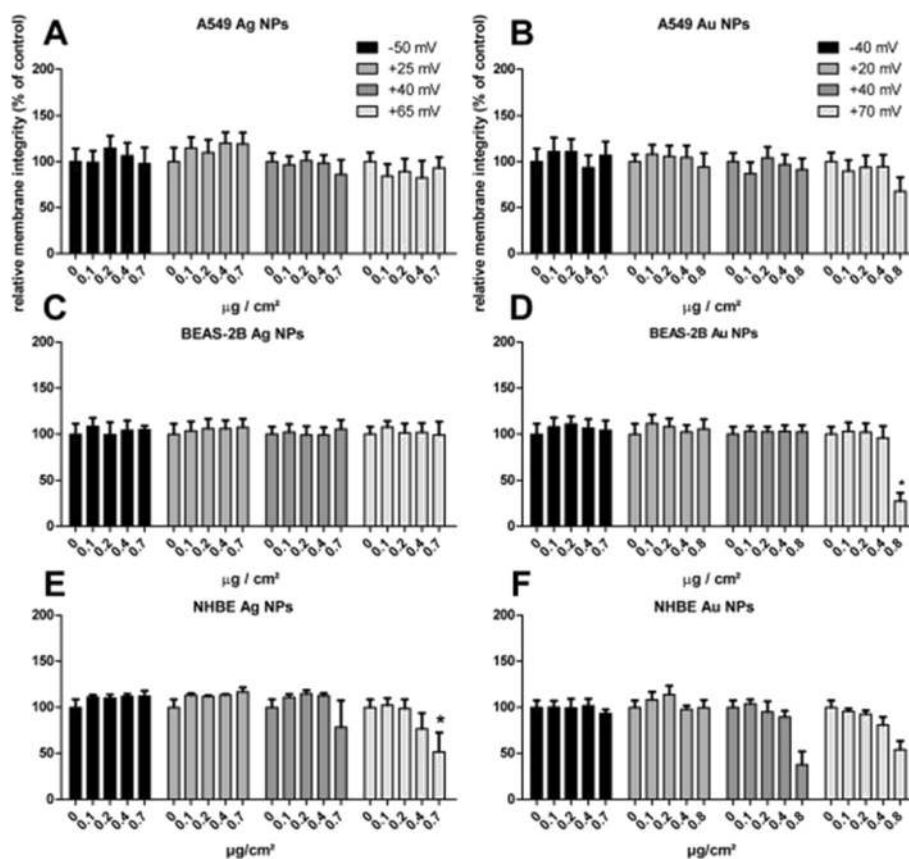 A
A549 Ag NPs
-50 mV
+25 mV
+40 mV
+65 mV
relative membrane integrity (% of control)
200
150
100
50
0
0 0.1 0.2 0.4 0.7 0 0.1 0.2 0.4 0.7 0 0.1 0.2 0.4 0.7 0 0.1 0.2 0.4 0.7
µg / cm²
B
A549 Au NPs
-40 mV
+20 mV
+40 mV
+70 mV
relative membrane integrity (% of control)
200
150
100
50
0
0 0.1 0.2 0.4 0.7 0 0.1 0.2 0.4 0.8 0 0.1 0.2 0.4 0.8 0 0.1 0.2 0.4 0.8
µg / cm²
C
BEAS-2B Ag NPs
200
150
100
50
0
0 0.1 0.2 0.4 0.7 0 0.1 0.2 0.4 0.7 0 0.1 0.2 0.4 0.7 0 0.1 0.2 0.4 0.7
µg / cm²
D
BEAS-2B Au NPs
200
150
100
50
0
*
0 0.1 0.2 0.4 0.7 0 0.1 0.2 0.4 0.8 0 0.1 0.2 0.4 0.8 0 0.1 0.2 0.4 0.8
µg / cm²
E
NHBE Ag NPs
200
150
100
50
0
*
0 0.1 0.2 0.4 0.7 0 0.1 0.2 0.4 0.7 0 0.1 0.2 0.4 0.7 0 0.1 0.2 0.4 0.7
µg/cm²
F
NHBE Au NPs
200
150
100
50
0
0 0.1 0.2 0.4 0.7 0 0.1 0.2 0.4 0.8 0 0.1 0.2 0.4 0.8 0 0.1 0.2 0.4 0.8
µg/cm²